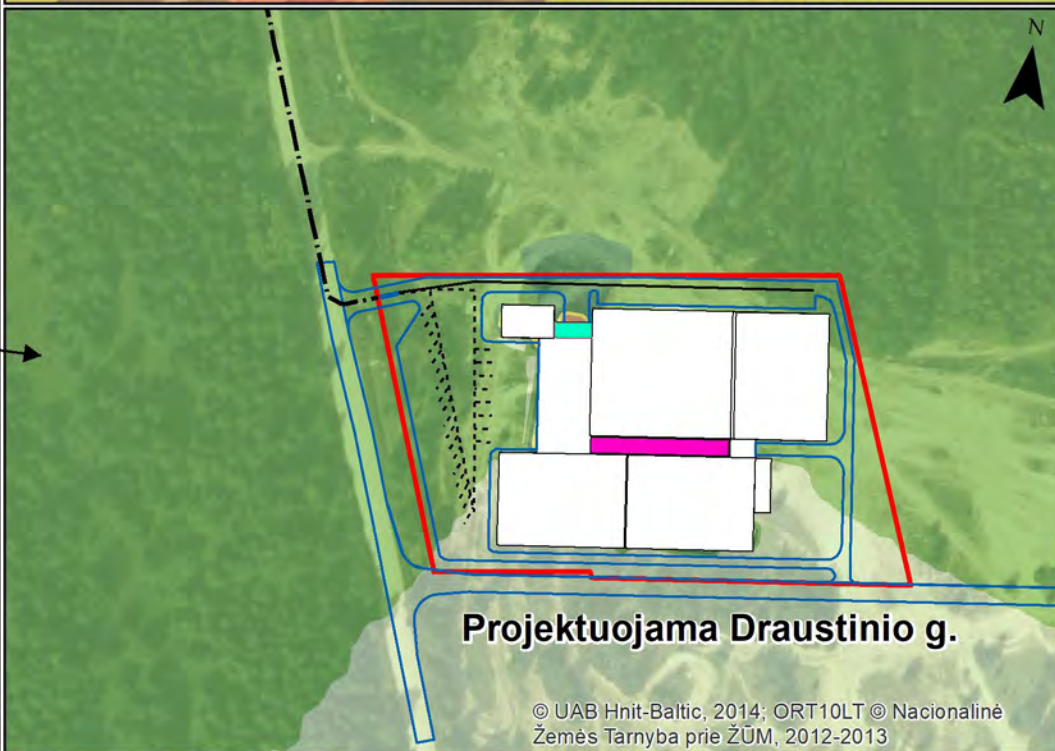 N
Projektuojama Draustinio g.
© UAB Hnit-Baltic, 2014; ORT10LT © Nacionalinė
Žemės Tarnyba prie ŽŪM, 2012-2013